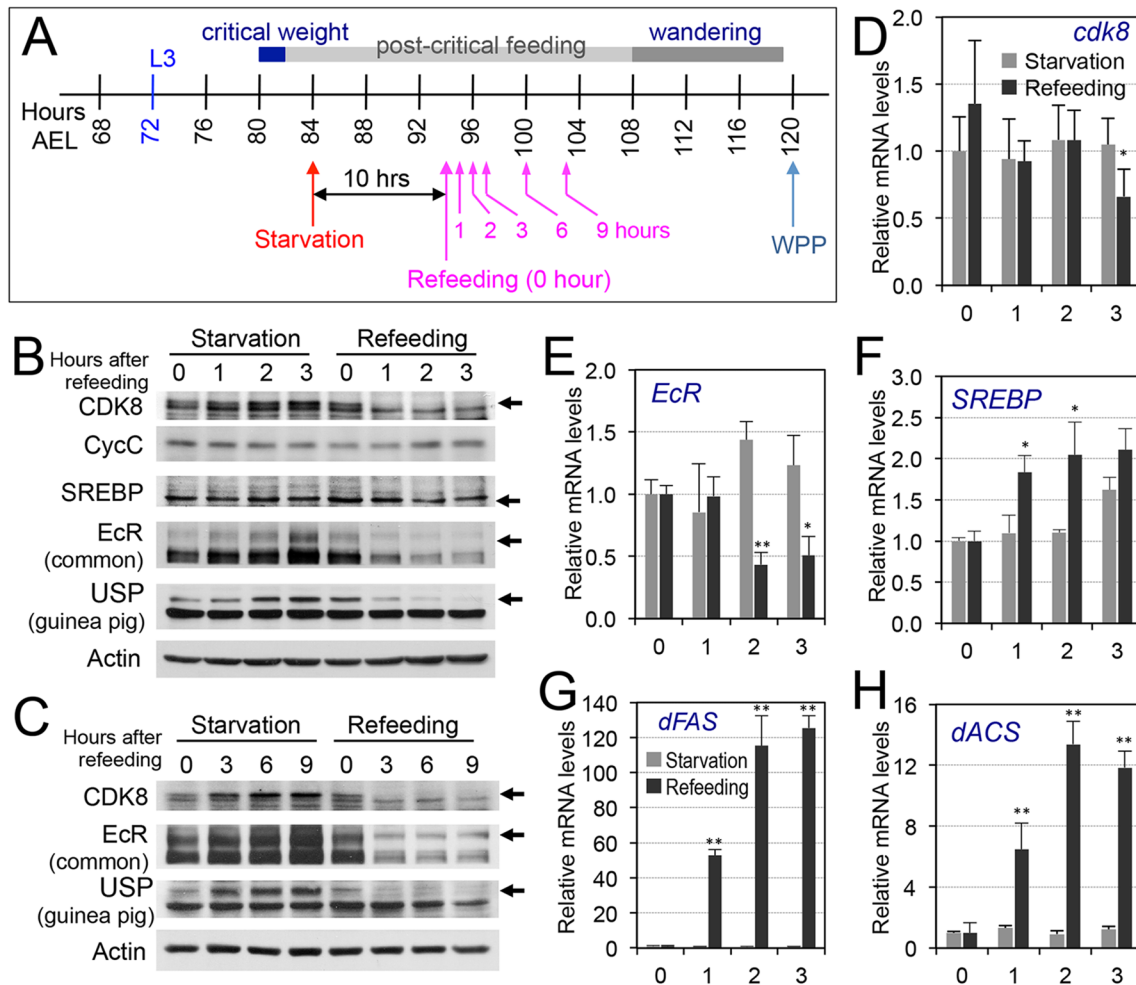 A
critical weight
post-critical feeding
wandering
L3
Hours
AEL
68 72 76 80 84 88 92 96 100 104 108 112 116 120
10 hrs
1 2 3 6 9 hours
Starvation
WPP
Refeeding (0 hour)
B
Starvation Refeeding
Hours after
refeeding
0 1 2 3 0 1 2 3
CDK8
CycC
SREBP
EcR
(common)
USP
(guinea pig)
Actin
C
Starvation Refeeding
Hours after
refeeding
0 3 6 9 0 3 6 9
CDK8
EcR
(common)
USP
(guinea pig)
Actin
D
cdk8
Starvation
Refeeding
Relative mRNA levels
2.0
1.5
1.0
0.5
0.0
*
0 1 2 3
E
EcR
Relative mRNA levels
2.0
1.5
1.0
0.5
0.0
** *
0 1 2 3
F
SREBP
Relative mRNA levels
3.0
2.5
2.0
1.5
1.0
0.5
0.0
* *
0 1 2 3
G
dFAS
Starvation
Refeeding
Relative mRNA levels
140
120
100
80
60
50
40
20
0
** ** **
0 1 2 3
H
dACS
Relative mRNA levels
16
12
8
4
0
** ** **
0 1 2 3